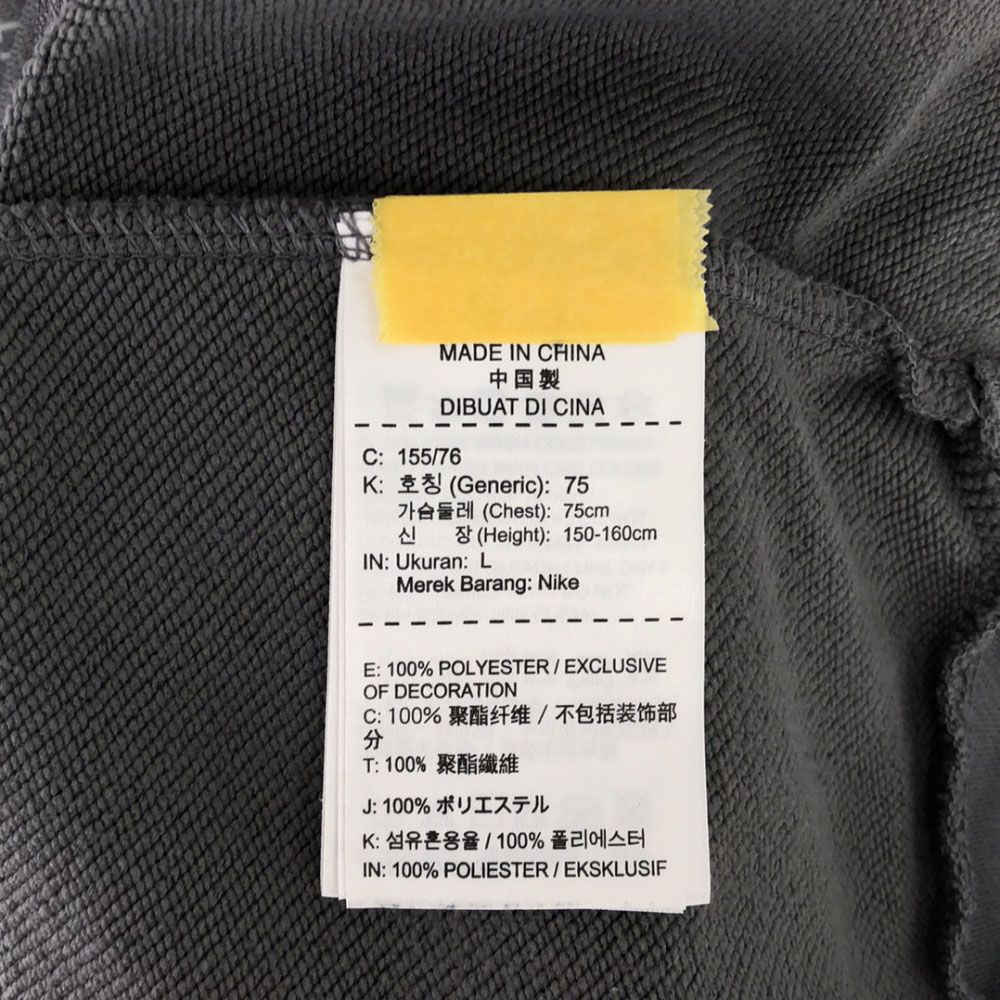 MADE IN CHINA
中国製
DIBUAT DI CINA
C: 155/76
K: 호칭 (Generic): 75
가슴둘레 (Chest): 75cm
신 장 (Height): 150-160cm
IN: Ukuran: L
Merek Barang: Nike
E: 100% POLYESTER / EXCLUSIVE
OF DECORATION
C: 100% 聚酯纤维 / 不包括装饰部
分
T: 100% 聚酯纖維
J: 100% ポリエステル
K: 섬유혼용율 / 100% 폴리에스터
IN: 100% POLIESTER / EKSKLUSIF